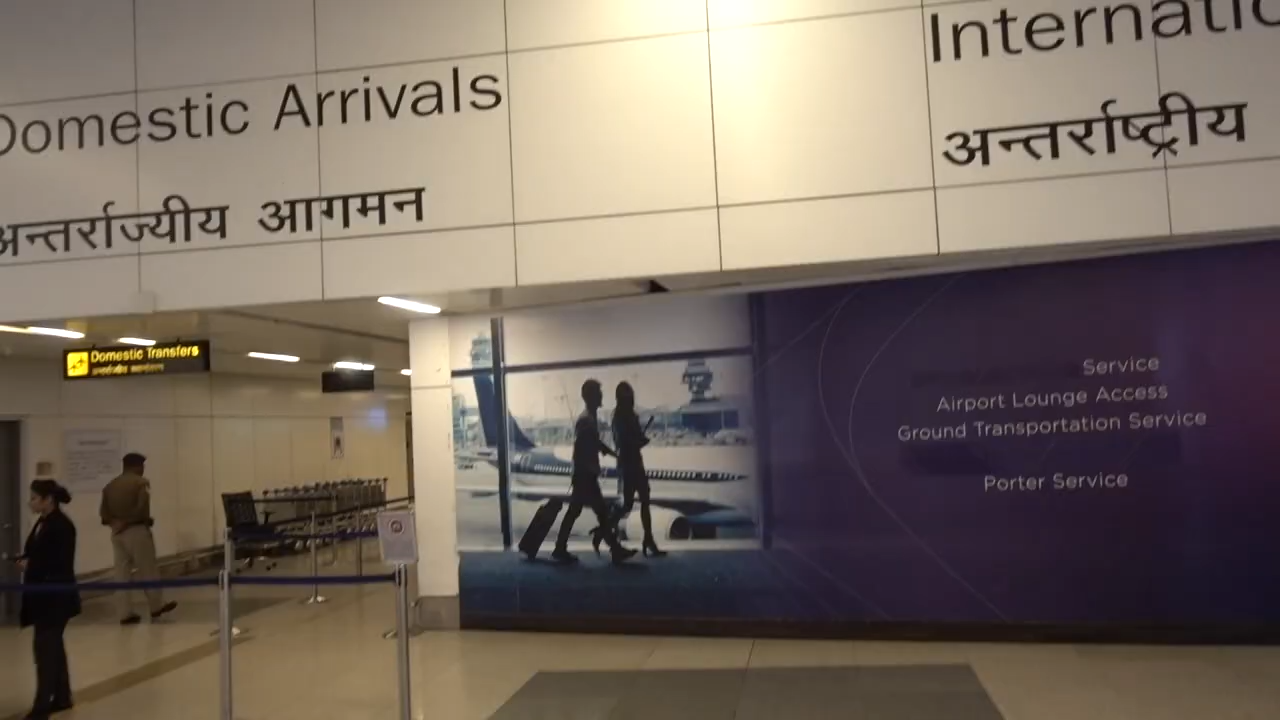 Domestic Arrivals
अन्तर्राज्यीय आगमन
Internatio
अन्तर्राष्ट्रीय
Domestic Transfers
Service
Airport Lounge Access
Ground Transportation Service
Porter Service